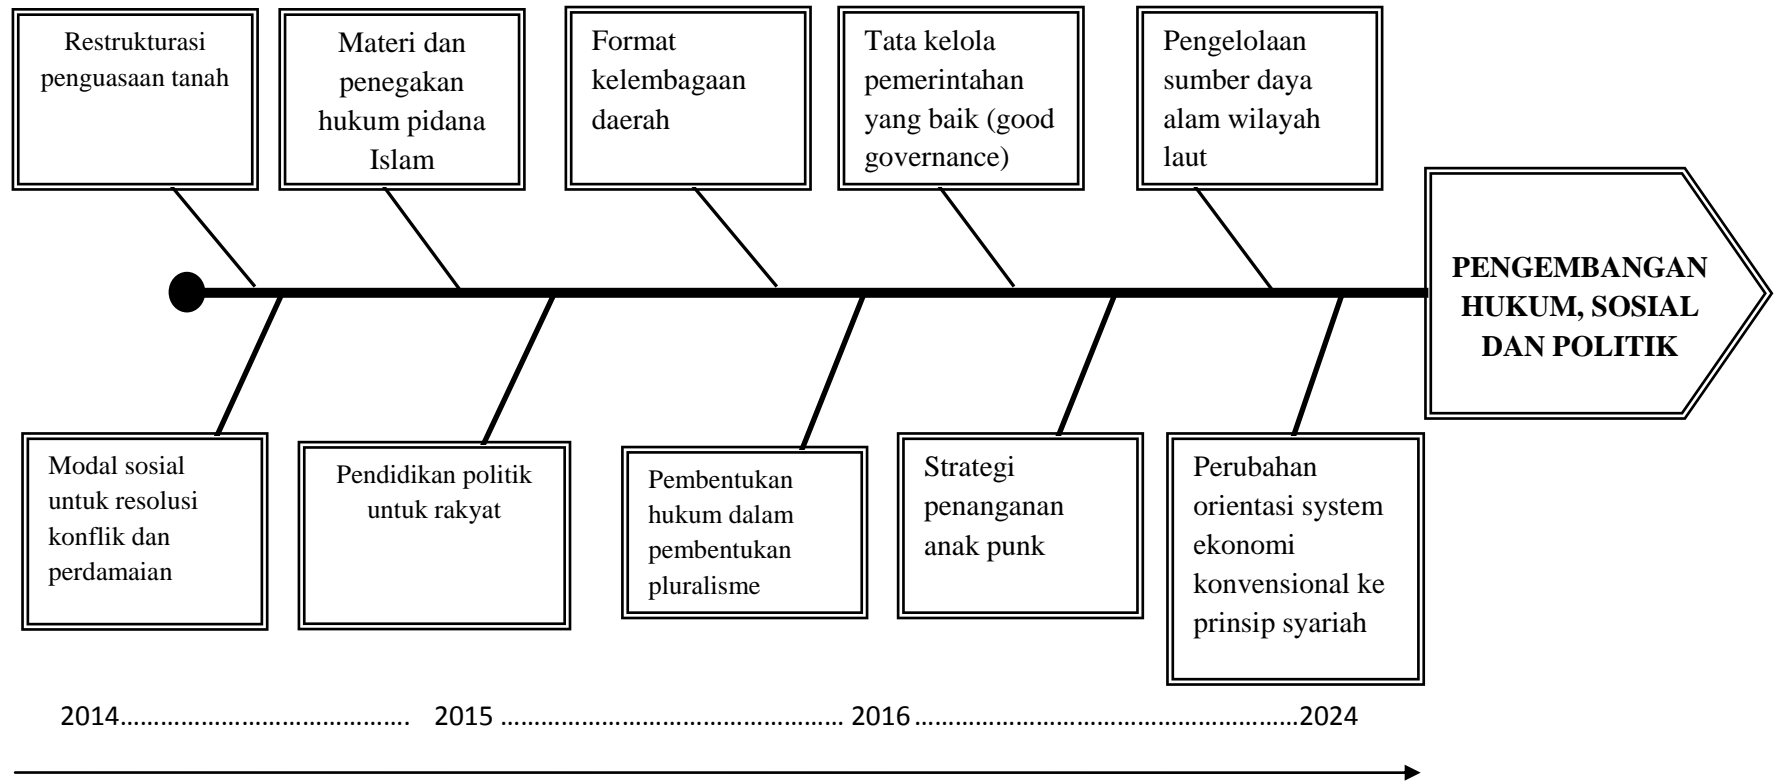 Restrukturasi
penguasaan tanah
Materi dan
penegakan
hukum pidana
Islam
Format
kelembagaan
daerah
Tata kelola
pemerintahan
yang baik (good
governance)
Pengelolaan
sumber daya
alam wilayah
laut
PENGEMBANGAN
HUKUM, SOSIAL
DAN POLITIK
Modal sosial
untuk resolusi
konflik dan
perdamaian
Pendidikan politik
untuk rakyat
Pembentukan
hukum dalam
pembentukan
pluralisme
Strategi
penanganan
anak punk
Perubahan
orientasi system
ekonomi
konvensional ke
prinsip syariah
2014...................................... 2015 ............................................. 2016 ..................................................2024